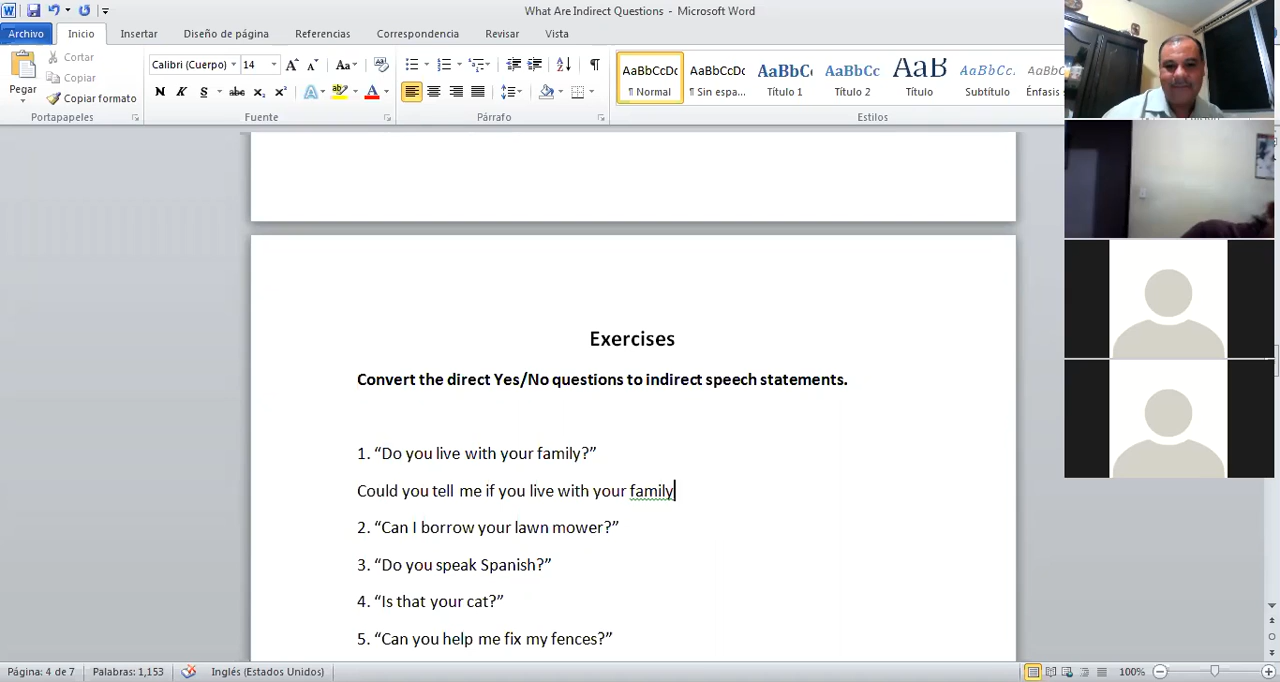 What Are Indirect Questions - Microsoft Word
Archivo Inicio Insertar Diseño de página Referencias Correspondencia Revisar Vista
Pegar
Cortar
Copiar
Copiar formato
Portapapeles
Calibri (Cuerpo) 14
Fuente
Párrafo
AaBbCcDc AaBbCcDc AaBbC AaBbCc AaB AaBbCc. AaBbCc
¶ Normal ¶ Sin espa... Título 1 Título 2 Título Subtítulo Énfasis
Estilos
Exercises
Convert the direct Yes/No questions to indirect speech statements.
1. “Do you live with your family?”
Could you tell me if you live with your family
2. “Can I borrow your lawn mower?”
3. “Do you speak Spanish?”
4. “Is that your cat?”
5. “Can you help me fix my fences?”
Página: 4 de 7 Palabras: 1,153 Inglés (Estados Unidos) 100%